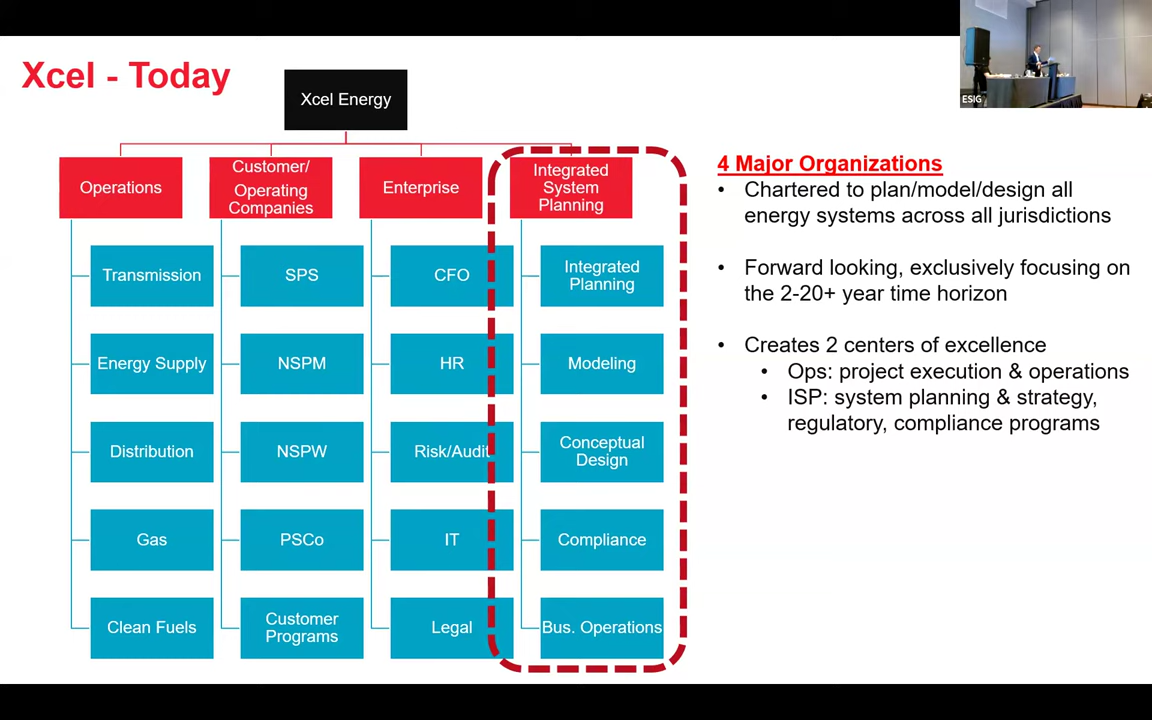 Xcel - Today
ESIG
Xcel Energy
Operations
Customer/
Operating
Companies
Enterprise
Integrated
System
Planning
Transmission
Energy Supply
Distribution
Gas
Clean Fuels
SPS
NSPM
NSPW
PSCo
Customer
Programs
CFO
HR
Risk/Audit
IT
Legal
Integrated
Planning
Modeling
Conceptual
Design
Compliance
Bus. Operations
4 Major Organizations
• Chartered to plan/model/design all
energy systems across all jurisdictions
• Forward looking, exclusively focusing on
the 2-20+ year time horizon
• Creates 2 centers of excellence
• Ops: project execution & operations
• ISP: system planning & strategy,
regulatory, compliance programs